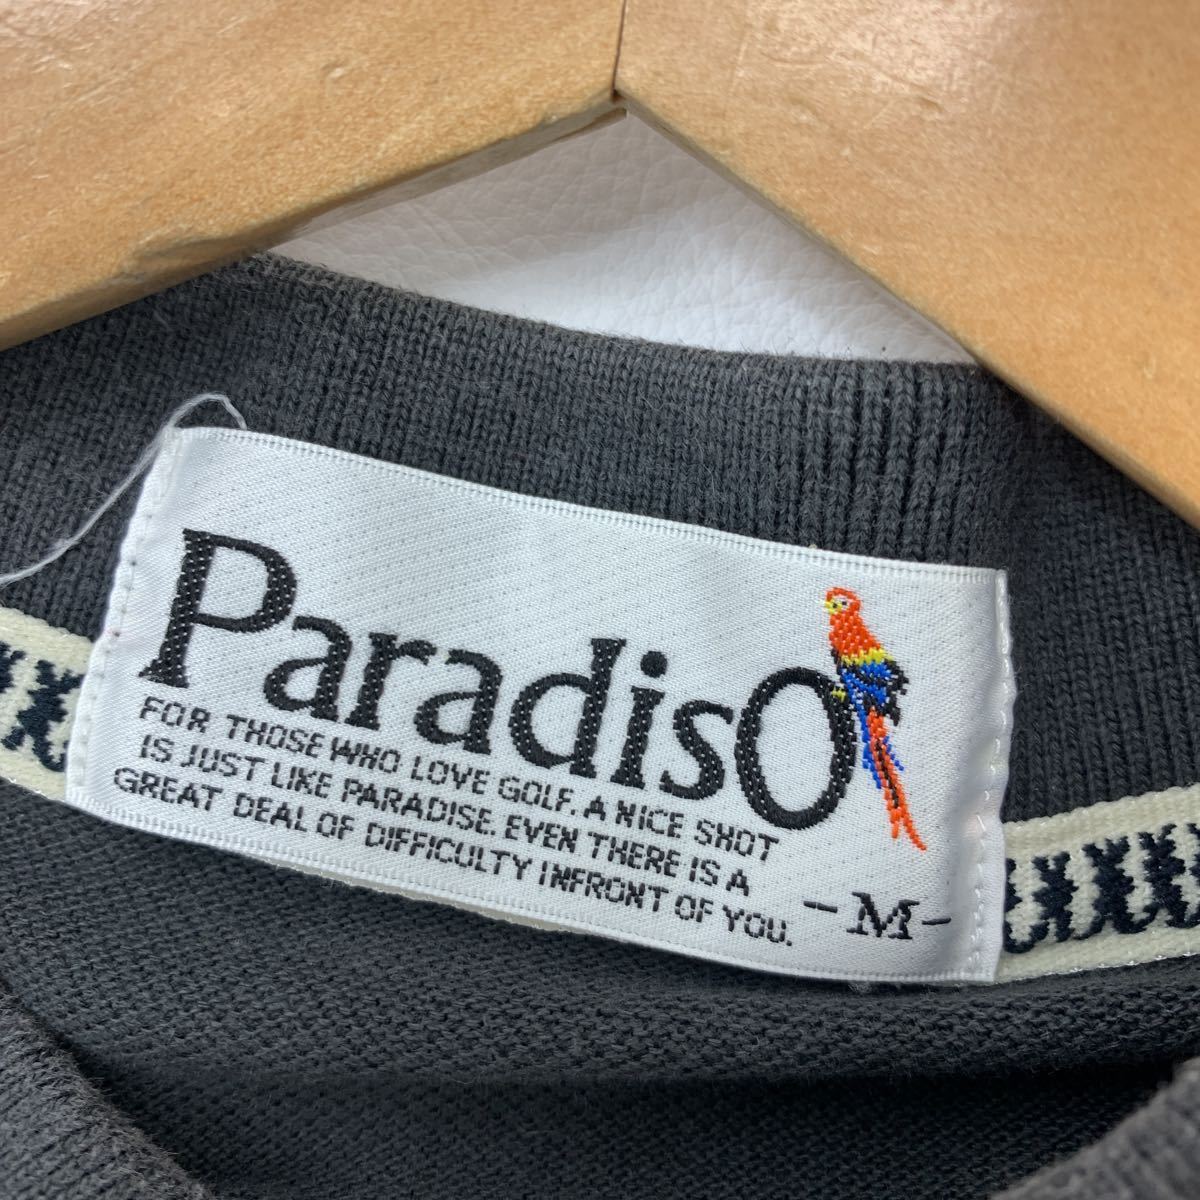 ParadisO
FOR THOSE WHO LOVE GOLF. A NICE SHOT
IS JUST LIKE PARADISE. EVEN THERE IS A
GREAT DEAL OF DIFFICULTY INFRONT OF YOU.
-M-